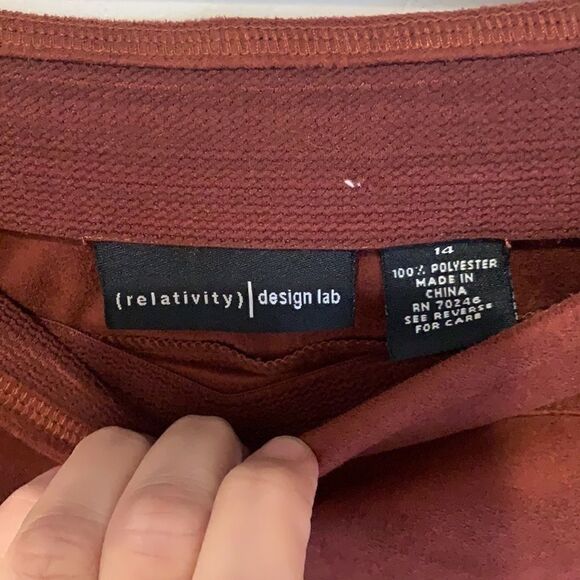 (relativity) | design lab
14
100% POLYESTER
MADE IN
CHINA
RN 70246
SEE REVERSE
FOR CARE